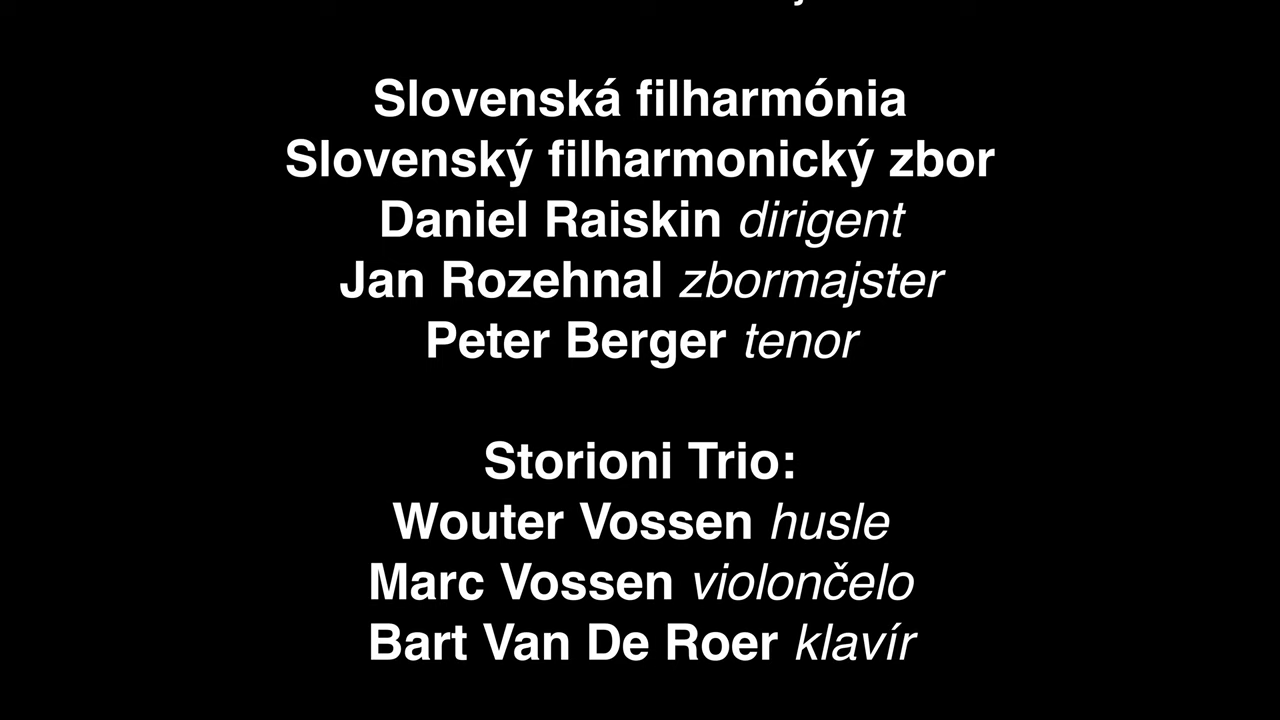 Slovenská filharmónia
Slovenský filharmonický zbor
Daniel Raiskin dirigent
Jan Rozehnal zbormajster
Peter Berger tenor
Storioni Trio:
Wouter Vossen husle
Marc Vossen violončelo
Bart Van De Roer klavír